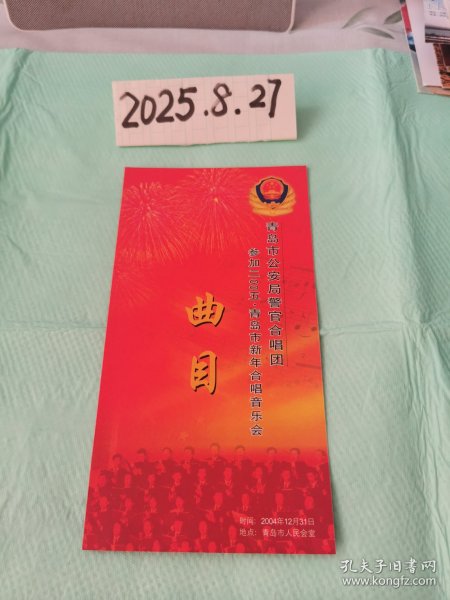 2025.8.27
青岛市公安局警官合唱团
参加二〇〇五·青岛市新年合唱音乐会
曲目
时间：2004年12月31日
地点：青岛市人民会堂
孔夫子旧书网
www.kongfz.com